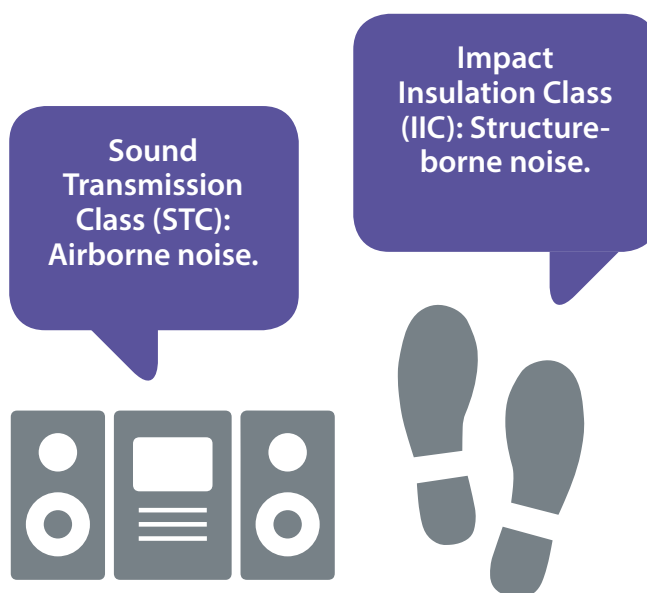 Sound
Transmission
Class (STC):
Airborne noise.
Impact
Insulation Class
(IIC): Structure-
borne noise.